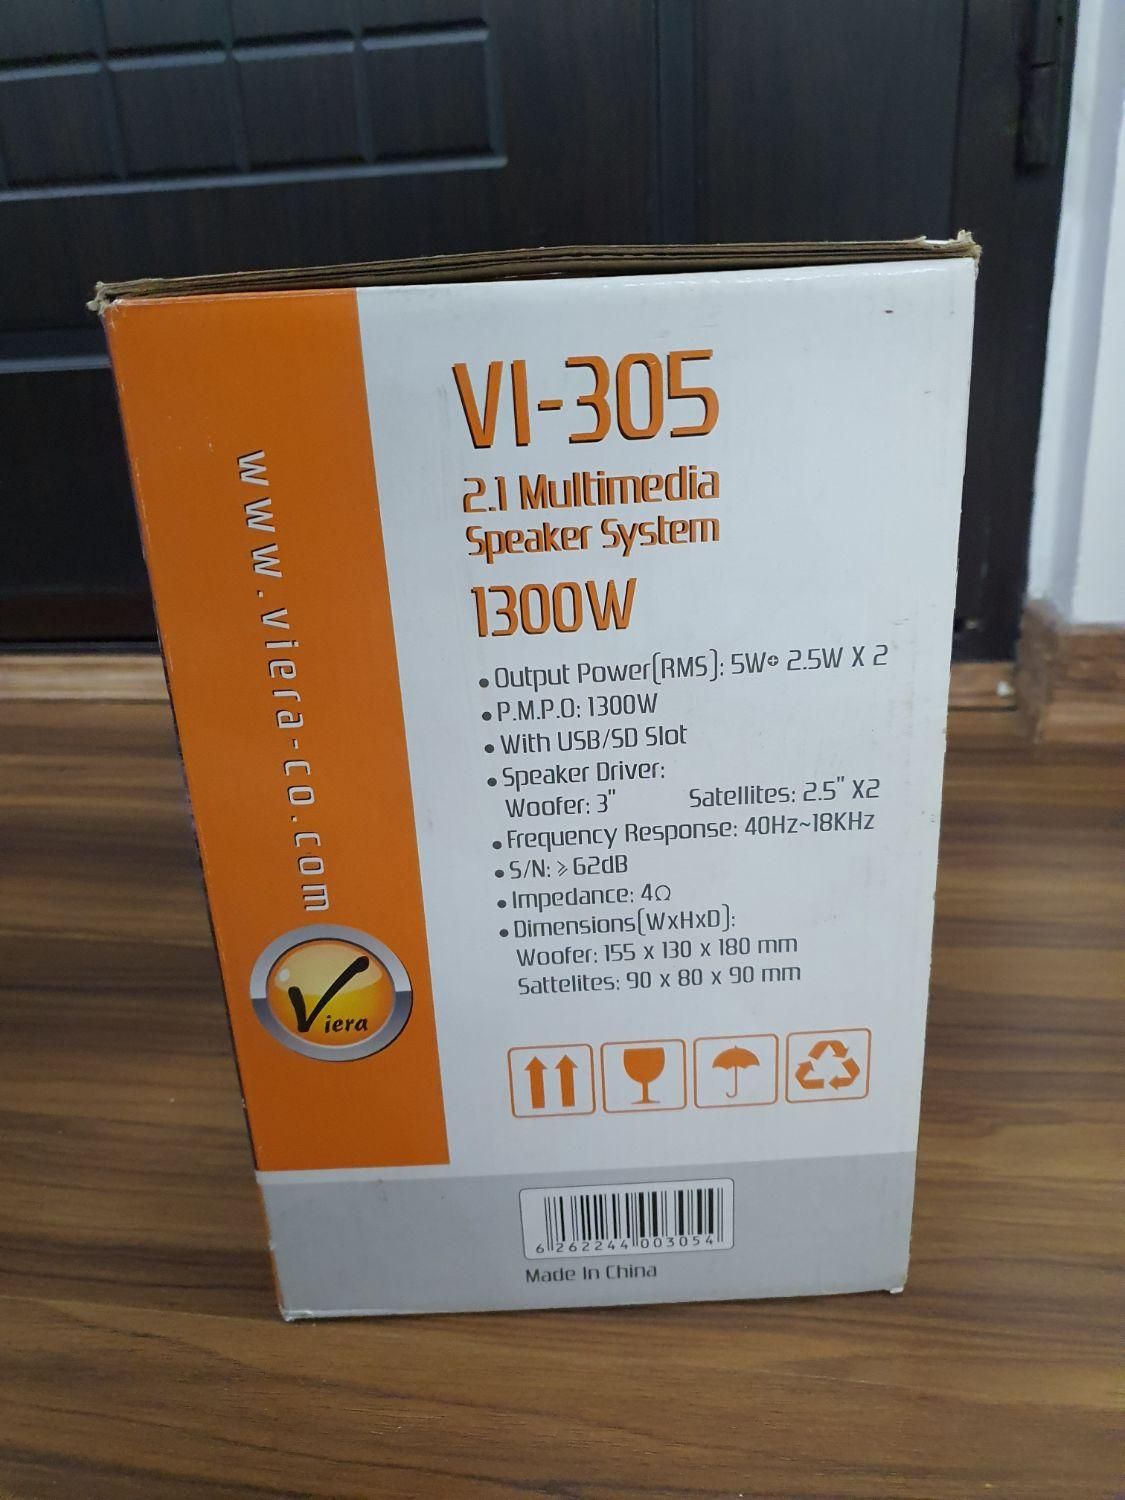 VI-305
2.1 Multimedia
Speaker System
1300W
• Output Power(RMS): 5W+ 2.5W X 2
• P.M.P.O: 1300W
• With USB/SD Slot
• Speaker Driver:
Woofer: 3" Satellites: 2.5" X2
• Frequency Response: 40Hz~18KHz
• S/N: ≥62dB
• Impedance: 4Ω
• Dimensions(WxHxD):
Woofer: 155 x 130 x 180 mm
Sattelites: 90 x 80 x 90 mm
www.viera-co.com
Viera
6 262244 003054
Made In China